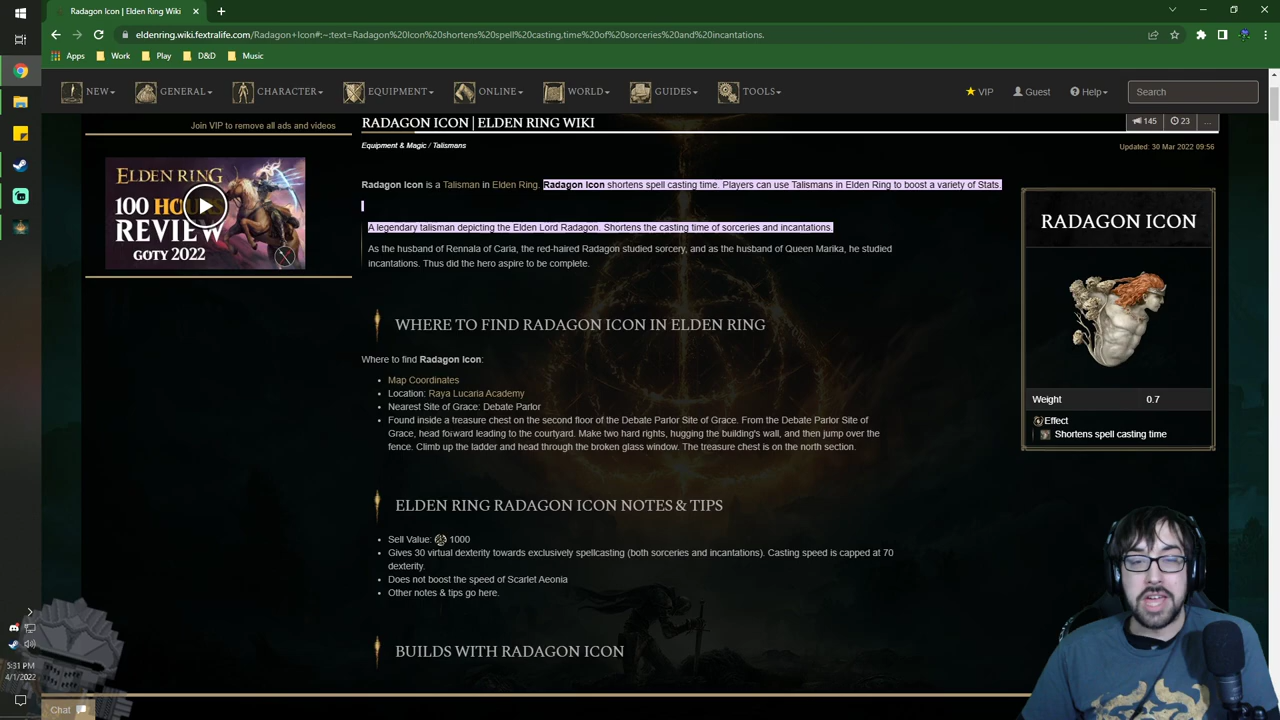 Radagon Icon | Elden Ring Wiki
eldenring.wiki.fextralife.com/Radagon+Icon#:~:text=Radagon%20Icon%20shortens%20spell%20casting,time%20of%20sorceries%20and%20incantations.
Apps Work Play D&D Music
NEW GENERAL CHARACTER EQUIPMENT ONLINE WORLD GUIDES TOOLS VIP Guest Help Search
Join VIP to remove all ads and videos
ELDEN RING
100 HOUR
REVIEW
GOTY 2022
RADAGON ICON | ELDEN RING WIKI
145 23 ...
Equipment & Magic / Talismans
Updated: 30 Mar 2022 09:56
Radagon Icon is a Talisman in Elden Ring. Radagon Icon shortens spell casting time. Players can use Talismans in Elden Ring to boost a variety of Stats.
A legendary talisman depicting the Elden Lord Radagon. Shortens the casting time of sorceries and incantations.
As the husband of Rennala of Caria, the red-haired Radagon studied sorcery, and as the husband of Queen Marika, he studied
incantations. Thus did the hero aspire to be complete.
WHERE TO FIND RADAGON ICON IN ELDEN RING
Where to find Radagon Icon:
• Map Coordinates
• Location: Raya Lucaria Academy
• Nearest Site of Grace: Debate Parlor
• Found inside a treasure chest on the second floor of the Debate Parlor Site of Grace. From the Debate Parlor Site of
Grace, head forward leading to the courtyard. Make two hard rights, hugging the building's wall, and then jump over the
fence. Climb up the ladder and head through the broken glass window. The treasure chest is on the north section.
ELDEN RING RADAGON ICON NOTES & TIPS
• Sell Value: 1000
• Gives 30 virtual dexterity towards exclusively spellcasting (both sorceries and incantations). Casting speed is capped at 70
dexterity.
• Does not boost the speed of Scarlet Aeonia
• Other notes & tips go here.
BUILDS WITH RADAGON ICON
RADAGON ICON
Weight 0.7
Effect
Shortens spell casting time
5:31 PM
4/1/2022
Chat